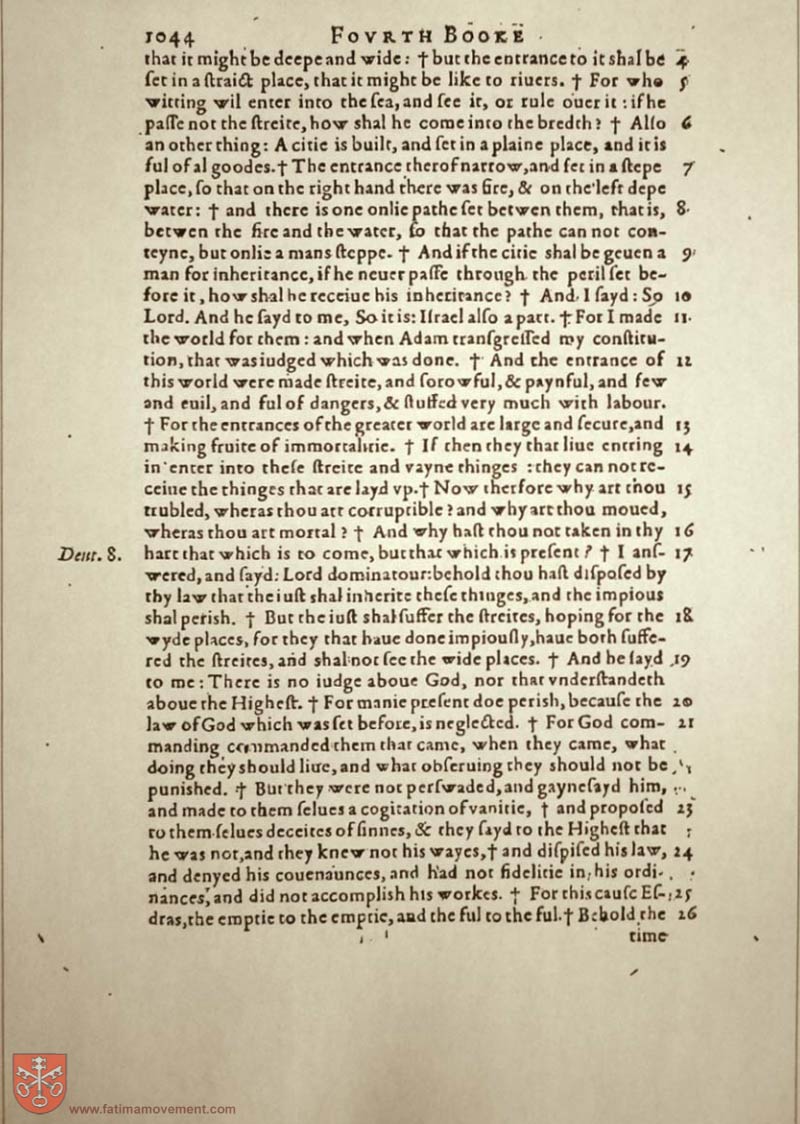 1044 FOVRTH BOOKE
that it might be deepe and wide: † but the entrance to it shal be 4
ſet in a ſtraict place, that it might be like to riuers. † For who 5
witting wil enter into the ſea, and ſee it, or rule ouer it: if he
paſſe not the ſtreite, how shal he come into the bredth? † Alſo 6
an other thing: A citie is built, and ſet in a plaine place, and it is
ful of al goodes. † The entrance therof narrow, and ſet in a ſtepe 7
place, ſo that on the right hand there was fire, & on the left depe
water: † and there is one onlie pathe ſet betwen them, that is, 8
betwen the fire and the water, ſo that the pathe can not con-
teyne, but onlie a mans ſteppe. † And if the citie shal be geuen a 9
man for inheritance, if he neuer paſſe through the peril ſet be-
fore it, how shal he receiue his inheritance? † And I ſayd: So 10
Lord. And he ſayd to me, So it is: Iſrael alſo a part. † For I made 11
the world for them: and when Adam tranſgreſſed my conſtitu-
tion, that was iudged which was done. † And the entrance of 12
this world were made ſtreite, and ſorowful, & paynful, and few
and euil, and ful of dangers, & ſtuffed very much with labour.
† For the entrances of the greater world are large and ſecure, and 13
making fruite of immortalitie. † If then they that liue entring 14
in enter into theſe ſtreite and vayne thinges : they can not re-
ceiue the thinges that are layd vp. † Now therfore why art thou 15
trubled, wheras thou art corruptible? and why art thou moued,
wheras thou art mortal? † And why haſt thou not taken in thy 16
Deut. 8. hart that which is to come, but that which is preſent? † I anſ- 17
wered, and ſayd: Lord dominatour: behold thou haſt diſpoſed by
thy law that the iuſt shal inherite theſe thinges, and the impious
shal perish. † But the iuſt shal ſuffer the ſtreites, hoping for the 18
wyde places, for they that haue done impiouſly, haue both ſuffe-
red the ſtreites, and shal not ſee the wide places. † And he ſayd 19
to me: There is no iudge aboue God, nor that vnderſtandeth
aboue the Higheſt. † For manie preſent doe perish, becauſe the 20
law of God which was ſet before, is neglected. † For God com- 21
manding commanded them that came, when they came, what
doing they should liue, and what obſeruing they should not be
punished. † But they were not perſwaded, and gayneſayd him,
and made to them ſelues a cogitation of vanitie, † and propoſed 23
to them ſelues deceites of ſinnes, & they ſayd to the Higheſt that
he was not, and they knew not his wayes, † and diſpiſed his law, 24
and denyed his couenaunces, and had not fidelitie in his ordi-
nances, and did not accomplish his workes. † For this cauſe Eſ- 25
dras, the emptie to the emptie, and the ful to the ful. † Behold the 26
time
www.fatimamovement.com